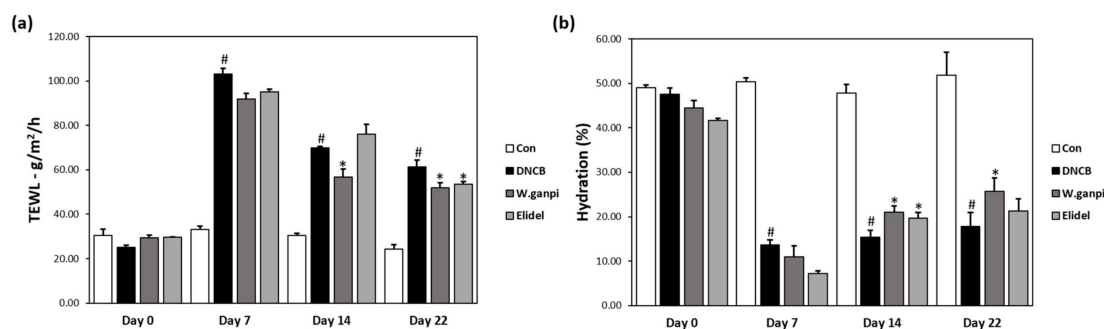 (a)
TEWL - g/m²/h
120.00
100.00
80.00
60.00
40.00
20.00
0.00
#
#
*
#
* *
Day 0 Day 7 Day 14 Day 22
Con
DNCB
W.ganpi
Elidel
(b)
Hydration (%)
60.00
50.00
40.00
30.00
20.00
10.00
0.00
#
#
* *
#
*
Day 0 Day 7 Day 14 Day 22
Con
DNCB
W.ganpi
Elidel